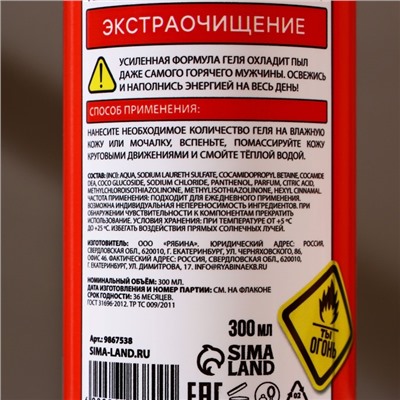 ЭКСТРАОЧИЩЕНИЕ
УСИЛЕННАЯ ФОРМУЛА ГЕЛЯ ОХЛАДИТ ПЫЛ
ДАЖЕ САМОГО ГОРЯЧЕГО МУЖЧИНЫ. ОСВЕЖИСЬ
И НАПОЛНИСЬ ЭНЕРГИЕЙ НА ВЕСЬ ДЕНЬ!
СПОСОБ ПРИМЕНЕНИЯ:
НАНЕСИТЕ НЕОБХОДИМОЕ КОЛИЧЕСТВО ГЕЛЯ НА ВЛАЖНУЮ
КОЖУ ИЛИ МОЧАЛКУ, ВСПЕНЬТЕ, ПОМАССИРУЙТЕ КОЖУ
КРУГОВЫМИ ДВИЖЕНИЯМИ И СМОЙТЕ ТЁПЛОЙ ВОДОЙ.
СОСТАВ: (INCI): AQUA, SODIUM LAURETH SULFATE, COCAMIDOPROPYL BETAINE, COCAMIDE
DEA, COCO GLUCOSIDE, SODIUM CHLORIDE, PANTHENOL, PARFUM, CITRIC ACID,
METHYLCHLOROISOTHIAZOLINONE, METHYLISOTHIAZOLINONE, HEXYL CINNAMAL.
ЧАСТОТА ПРИМЕНЕНИЯ: ПОДХОДИТ ДЛЯ ЕЖЕДНЕВНОГО ПРИМЕНЕНИЯ.
ВОЗМОЖНА ИНДИВИДУАЛЬНАЯ НЕПЕРЕНОСИМОСТЬ ИНГРЕДИЕНТОВ. ПРИ
ОБНАРУЖЕНИИ ЧУВСТВИТЕЛЬНОСТИ К КОМПОНЕНТАМ ПРЕКРАТИТЬ
ИСПОЛЬЗОВАНИЕ. УСЛОВИЯ ХРАНЕНИЯ: ПРИ ТЕМПЕРАТУРЕ ОТ +5 °C
ДО +25 °C. ИЗБЕГАЙТЕ ВОЗДЕЙСТВИЯ ПРЯМЫХ СОЛНЕЧНЫХ ЛУЧЕЙ.
ИЗГОТОВИТЕЛЬ: ООО «РЯБИНА». ЮРИДИЧЕСКИЙ АДРЕС: РОССИЯ,
СВЕРДЛОВСКАЯ ОБЛ., 620010, Г. ЕКАТЕРИНБУРГ, УЛ. ЧЕРНЯХОВСКОГО, 86,
ОФИС 46. ФАКТИЧЕСКИЙ АДРЕС: РОССИЯ, СВЕРДЛОВСКАЯ ОБЛ., 620010,
Г. ЕКАТЕРИНБУРГ, УЛ. ДИМИТРОВА, 17. INFO@RYABINAEKB.RU
НОМИНАЛЬНЫЙ ОБЪЁМ: 300 МЛ.
ДАТА ИЗГОТОВЛЕНИЯ И НОМЕР ПАРТИИ: СМ. НА ФЛАКОНЕ
СРОК ГОДНОСТИ: 36 МЕСЯЦЕВ.
ГОСТ 31696-2012. ТР ТС 009/2011
Арт.: 9867538
SIMA-LAND.RU
300 МЛ
SIMA
LAND
EAC
02
ТЫ
ОГОНЬ